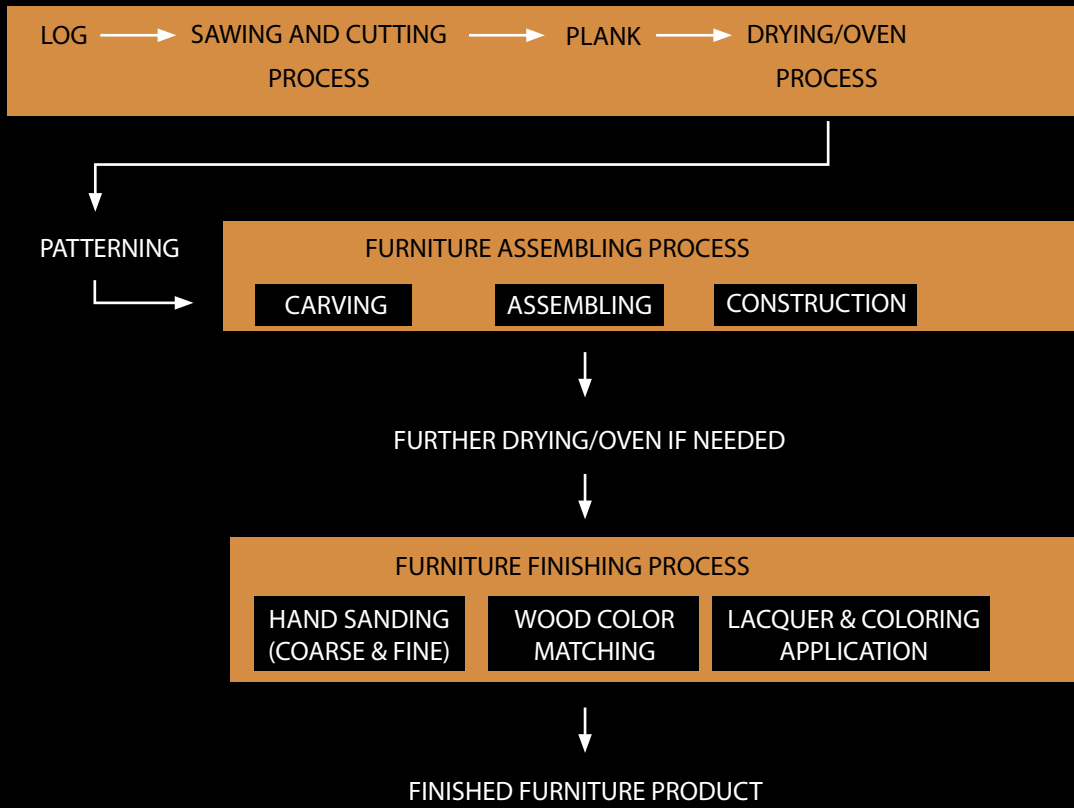 LOG SAWING AND CUTTING PLANK DRYING/OVEN
PROCESS PROCESS
PATTERNING
FURNITURE ASSEMBLING PROCESS
CARVING ASSEMBLING CONSTRUCTION
FURTHER DRYING/OVEN IF NEEDED
FURNITURE FINISHING PROCESS
HAND SANDING WOOD COLOR LACQUER & COLORING
(COARSE & FINE) MATCHING APPLICATION
FINISHED FURNITURE PRODUCT